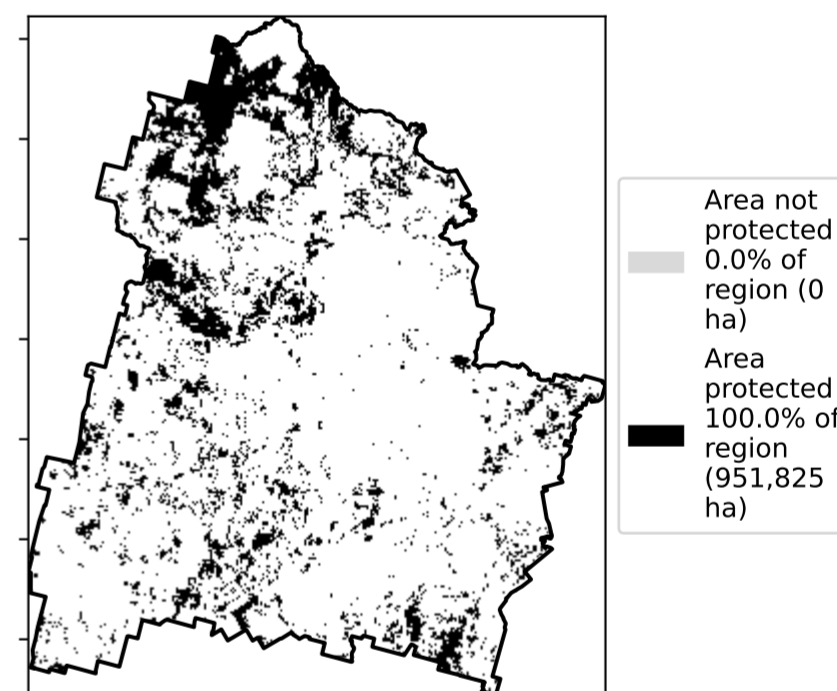 Area not
protected
0.0% of
region (0
ha)
Area
protected
100.0% of
region
(951,825
ha)